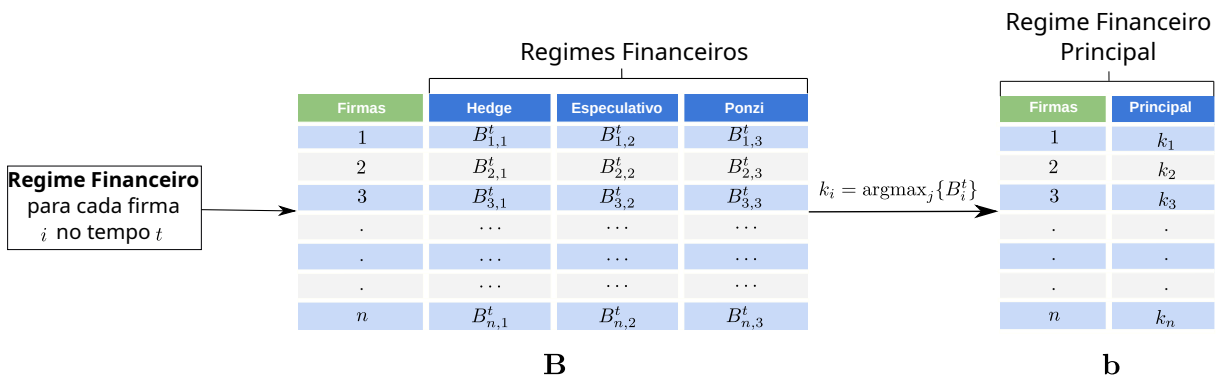 Regime Financeiro
para cada firma
i no tempo t
Regimes Financeiros
Firmas Hedge Especulativo Ponzi
1 B^t_{1,1} B^t_{1,2} B^t_{1,3}
2 B^t_{2,1} B^t_{2,2} B^t_{2,3}
3 B^t_{3,1} B^t_{3,2} B^t_{3,3}
. ... ... ...
. ... ... ...
. ... ... ...
n B^t_{n,1} B^t_{n,2} B^t_{n,3}
B
k_i = argmax_j{B^t_i}
Regime Financeiro
Principal
Firmas Principal
1 k_1
2 k_2
3 k_3
. .
. .
. .
n k_n
b